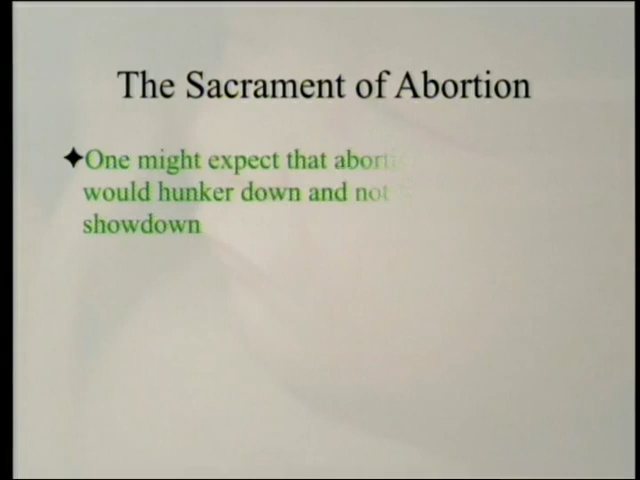 The Sacrament of Abortion
One might expect that
would hunker down and not
showdown